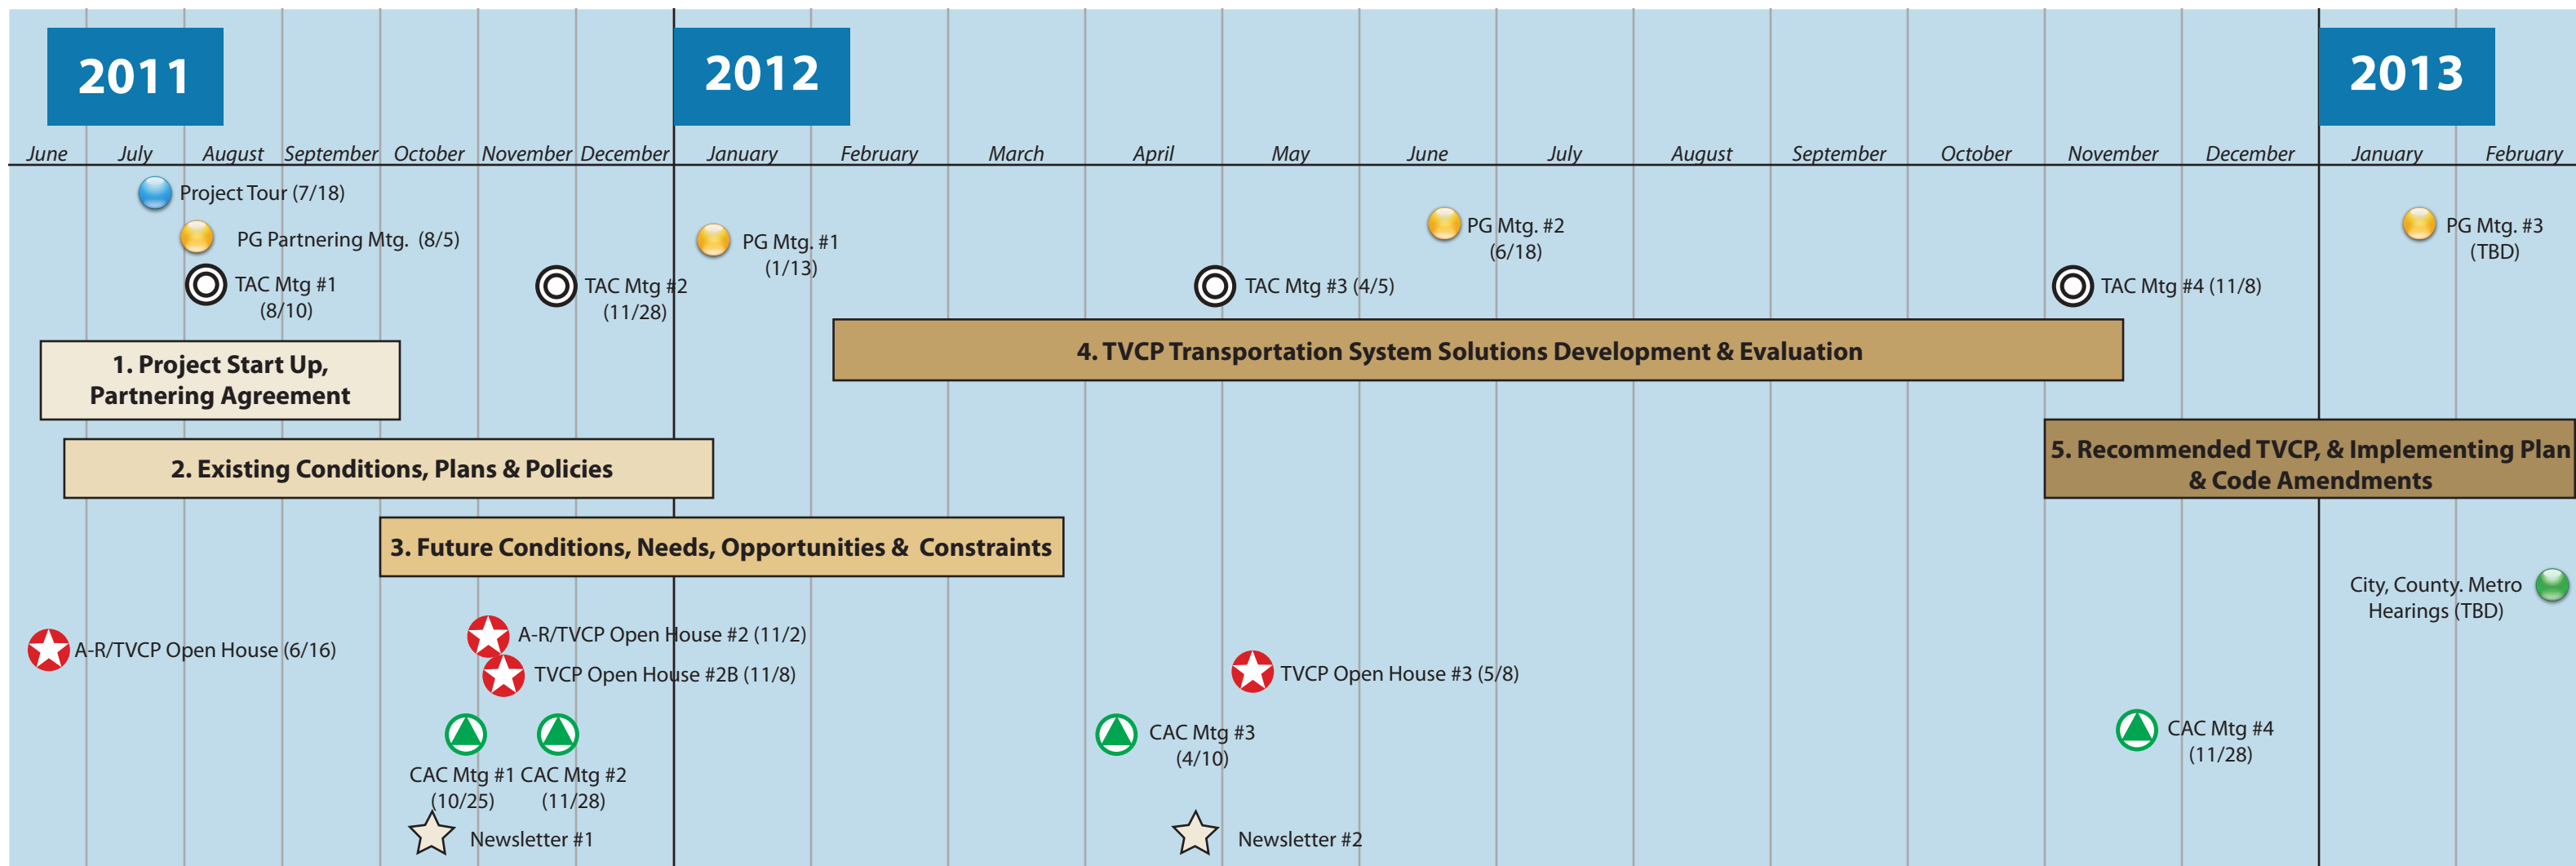 2011
2012
2013
June July August September October November December January February March April May June July August September October November December January February
Project Tour (7/18)
PG Partnering Mtg. (8/5)
PG Mtg. #1
(1/13)
PG Mtg. #2
(6/18)
PG Mtg. #3
(TBD)
TAC Mtg #1
(8/10)
TAC Mtg #2
(11/28)
TAC Mtg #3 (4/5)
TAC Mtg #4 (11/8)
1. Project Start Up,
Partnering Agreement
4. TVCP Transportation System Solutions Development & Evaluation
2. Existing Conditions, Plans & Policies
5. Recommended TVCP, & Implementing Plan
& Code Amendments
3. Future Conditions, Needs, Opportunities & Constraints
City, County. Metro
Hearings (TBD)
A-R/TVCP Open House (6/16)
A-R/TVCP Open House #2 (11/2)
TVCP Open House #2B (11/8)
TVCP Open House #3 (5/8)
CAC Mtg #1
(10/25)
CAC Mtg #2
(11/28)
CAC Mtg #3
(4/10)
CAC Mtg #4
(11/28)
Newsletter #1
Newsletter #2